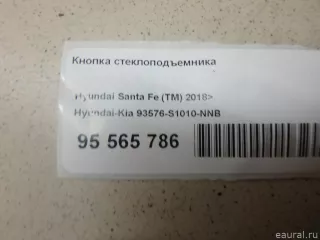 Кнопка стеклоподъемника
Hyundai Santa Fe (TM) 2018>
Hyundai-Kia 93576-S1010-NNB
95 565 786
eaural.ru